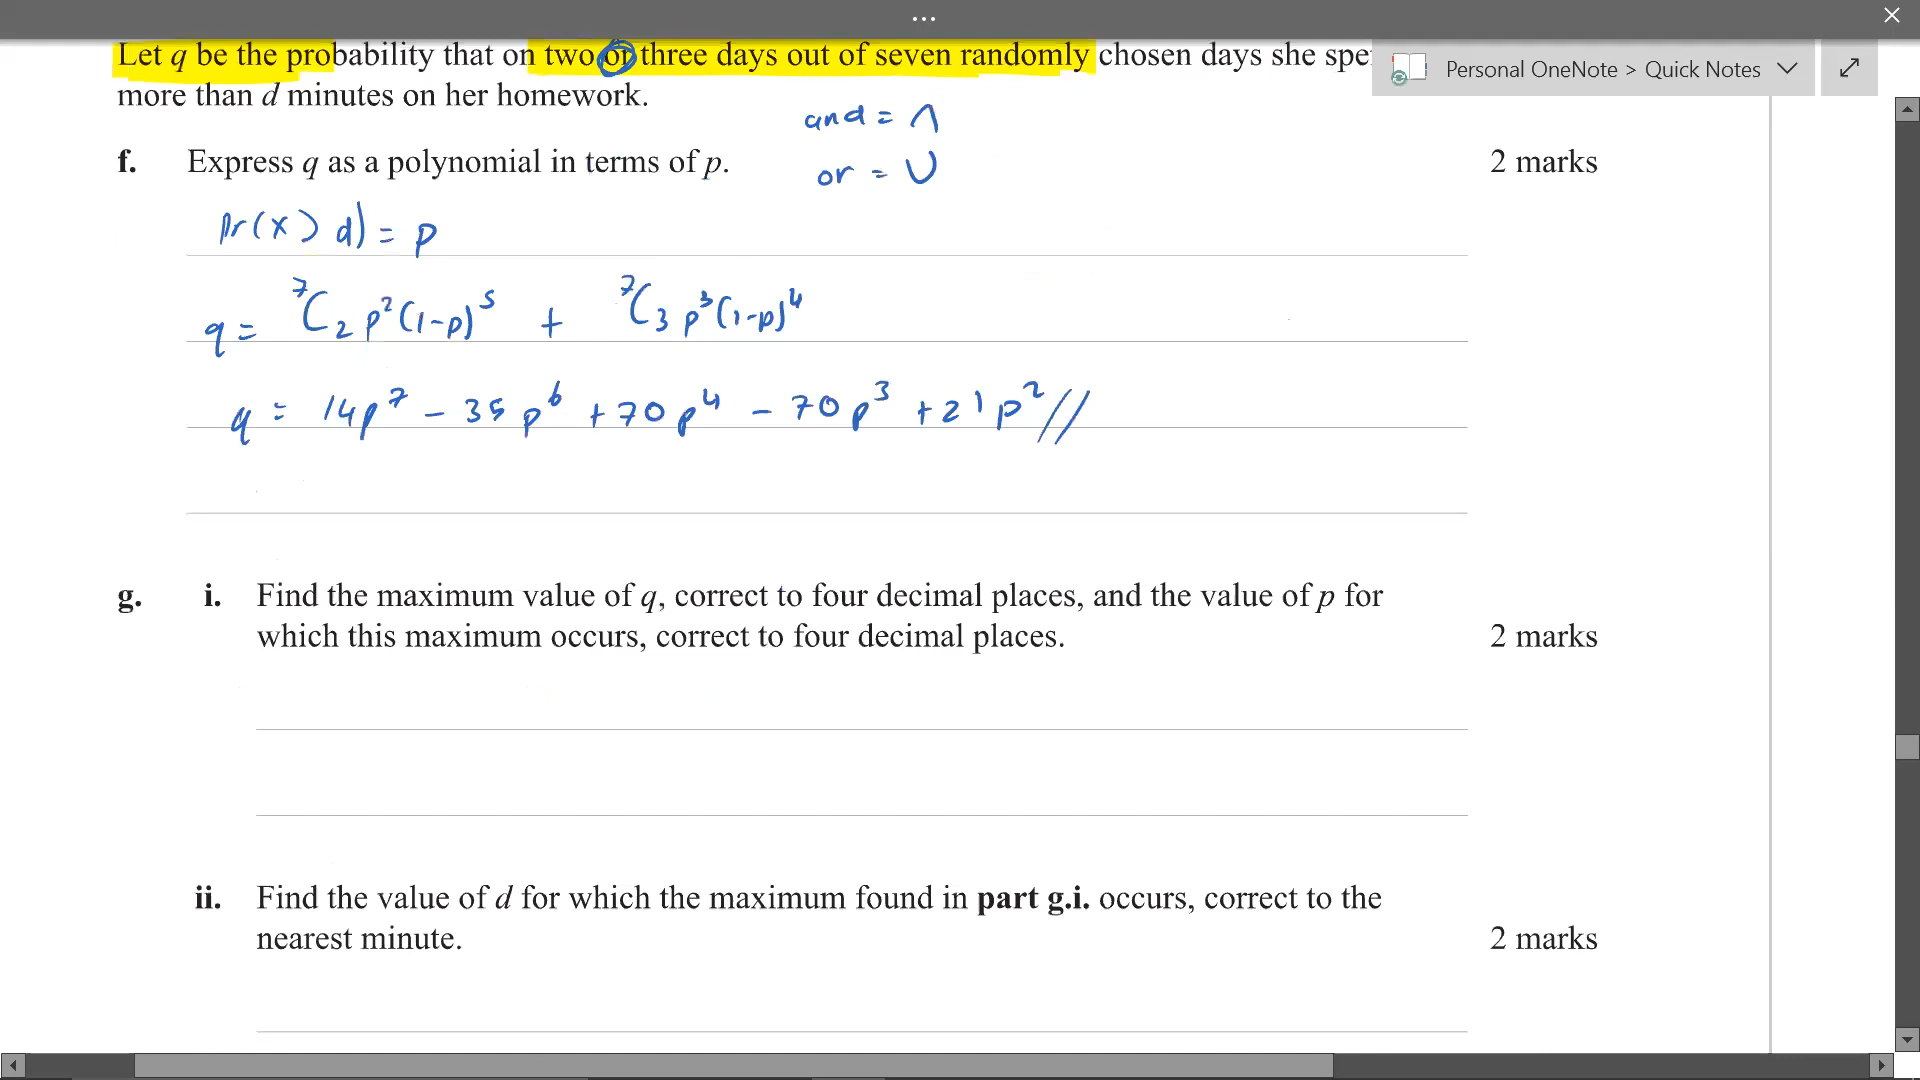 ...
Let q be the probability that on two or three days out of seven randomly chosen days she spe
Personal OneNote > Quick Notes
more than d minutes on her homework.
and = ∩
f. Express q as a polynomial in terms of p. 2 marks
or = ∪
Pr(X > d) = p
q = ⁷C₂ p²(1-p)⁵ + ⁷C₃ p³(1-p)⁴
q = 14p⁷ - 35p⁶ + 70p⁴ - 70p³ + 21p² //
g. i. Find the maximum value of q, correct to four decimal places, and the value of p for
which this maximum occurs, correct to four decimal places. 2 marks
ii. Find the value of d for which the maximum found in part g.i. occurs, correct to the
nearest minute. 2 marks